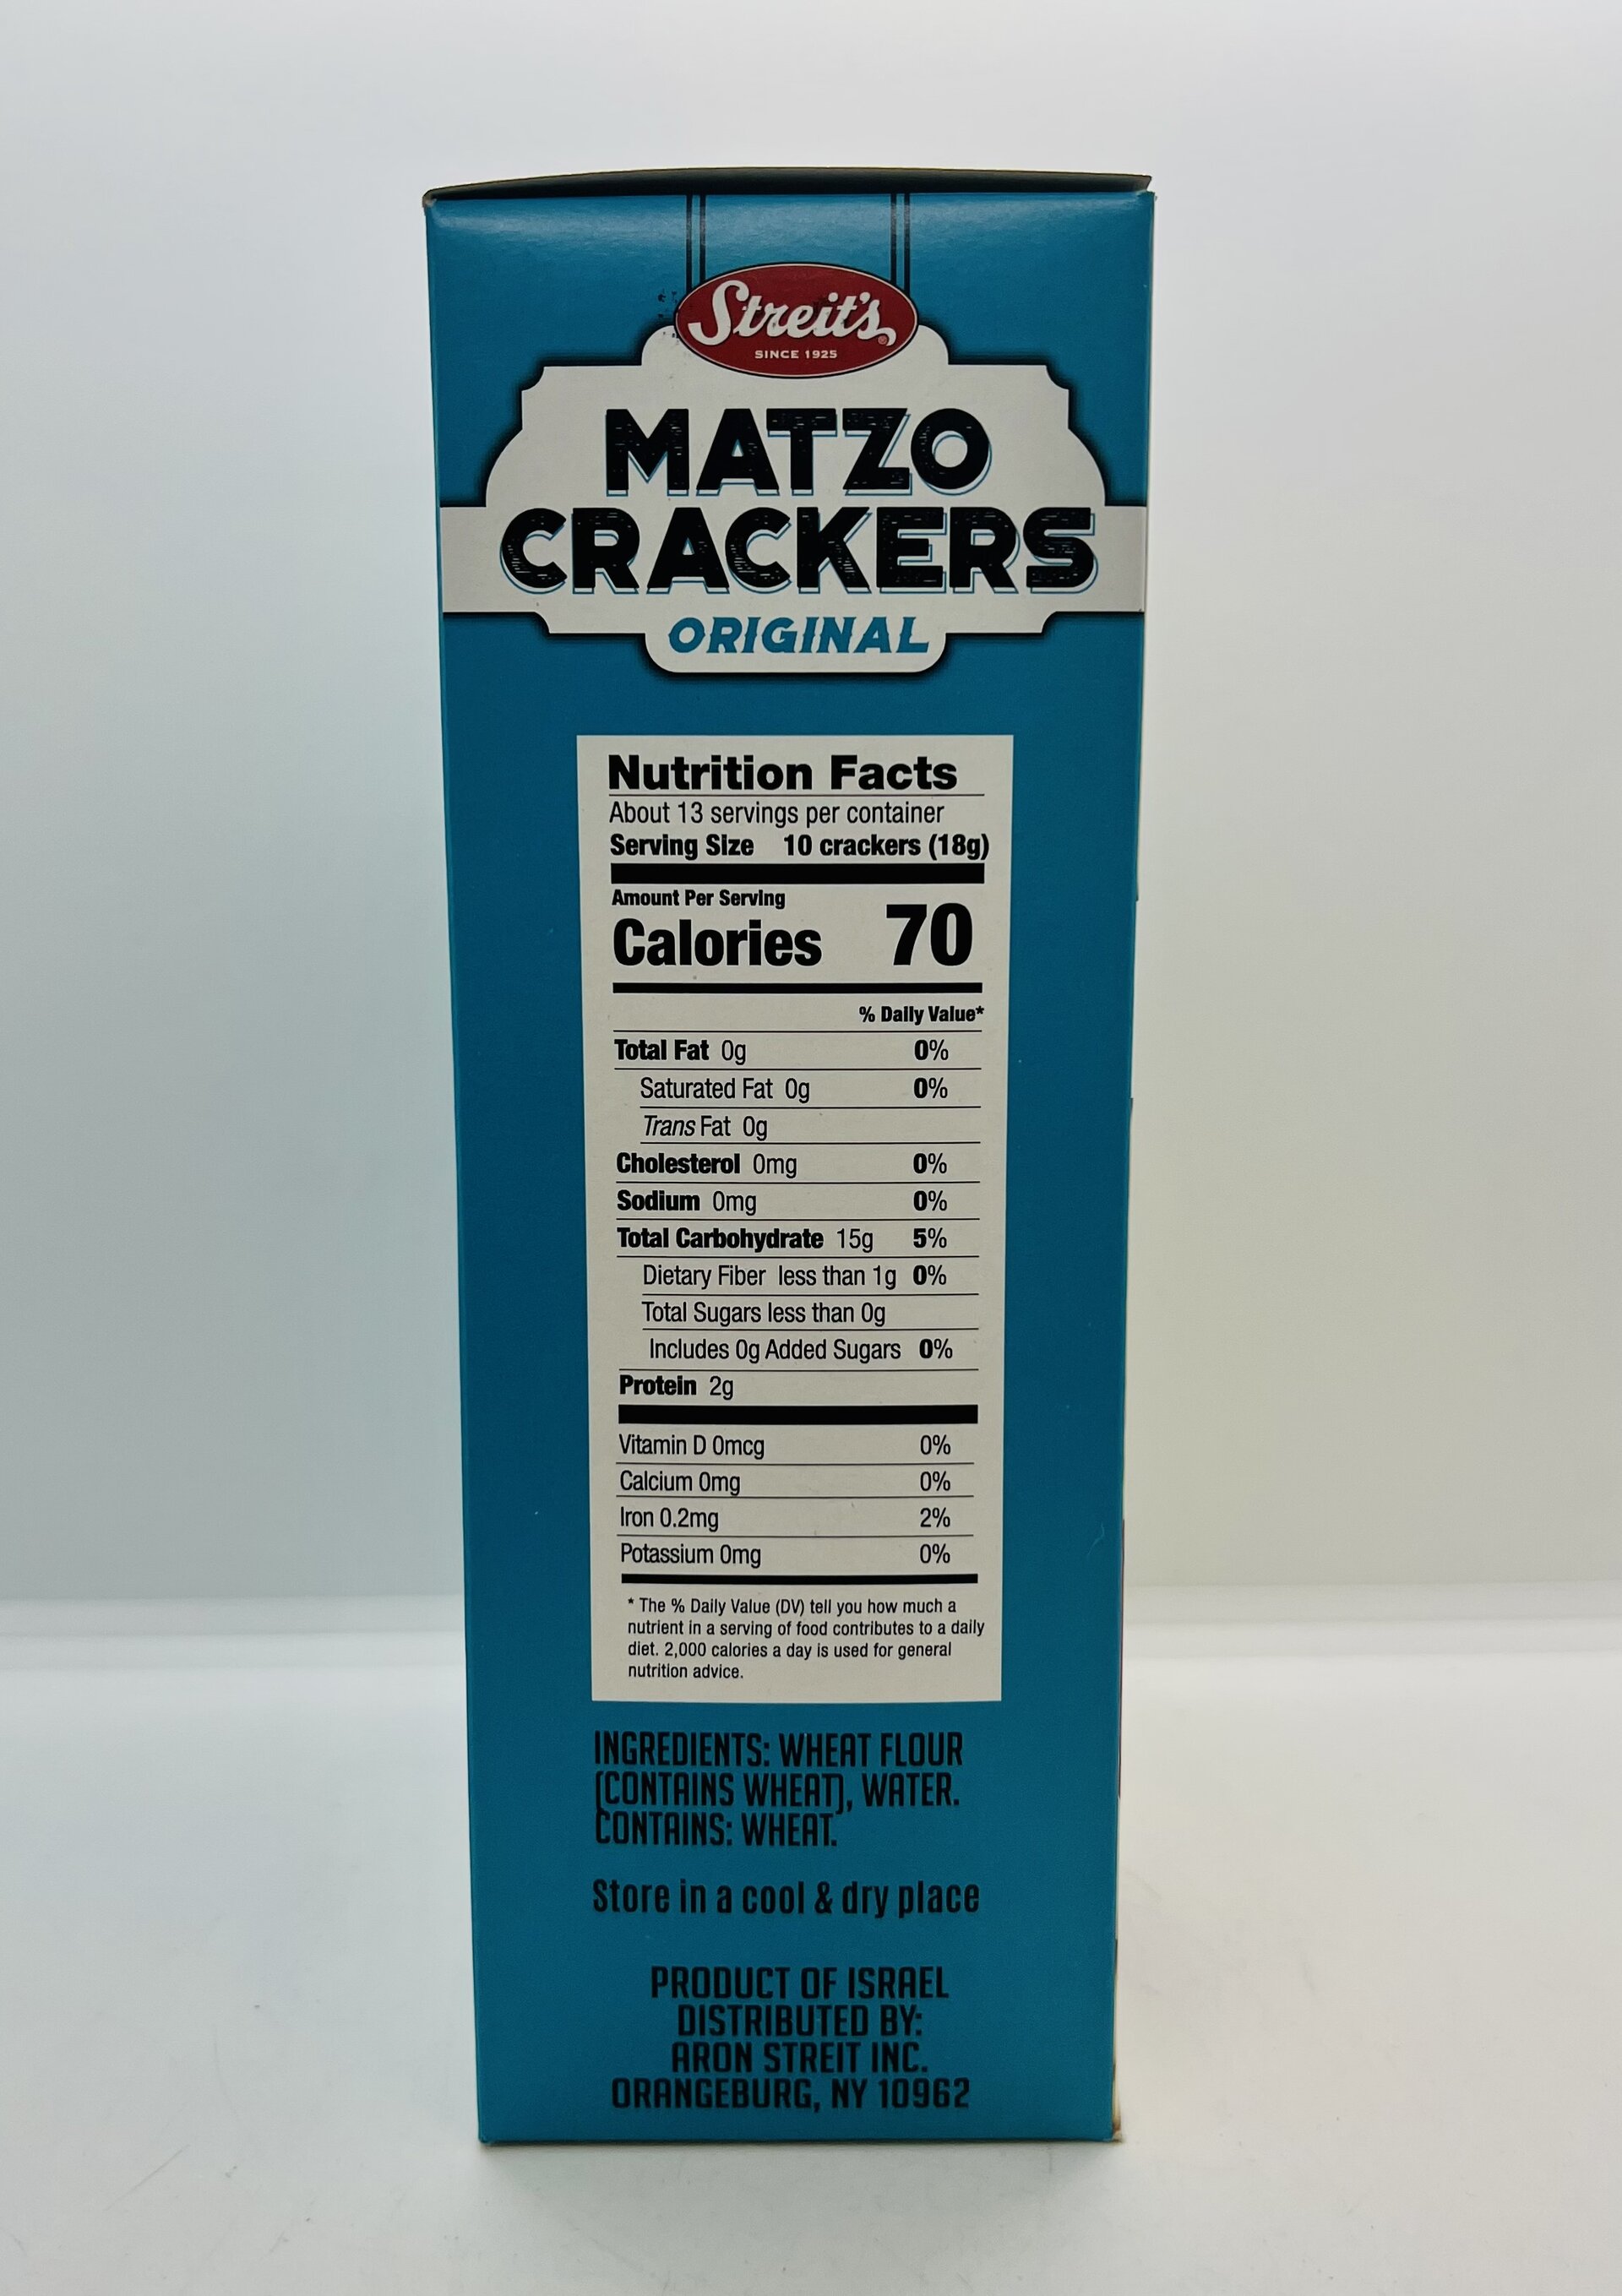 Streit's
SINCE 1925
MATZO
CRACKERS
ORIGINAL
Nutrition Facts
About 13 servings per container
Serving Size 10 crackers (18g)
Amount Per Serving
Calories 70
% Daily Value*
Total Fat 0g 0%
Saturated Fat 0g 0%
Trans Fat 0g
Cholesterol 0mg 0%
Sodium 0mg 0%
Total Carbohydrate 15g 5%
Dietary Fiber less than 1g 0%
Total Sugars less than 0g
Includes 0g Added Sugars 0%
Protein 2g
Vitamin D 0mcg 0%
Calcium 0mg 0%
Iron 0.2mg 2%
Potassium 0mg 0%
* The % Daily Value (DV) tell you how much a
nutrient in a serving of food contributes to a daily
diet. 2,000 calories a day is used for general
nutrition advice.
INGREDIENTS: WHEAT FLOUR
(CONTAINS WHEAT), WATER.
CONTAINS: WHEAT.
Store in a cool & dry place
PRODUCT OF ISRAEL
DISTRIBUTED BY:
ARON STREIT INC.
ORANGEBURG, NY 10962